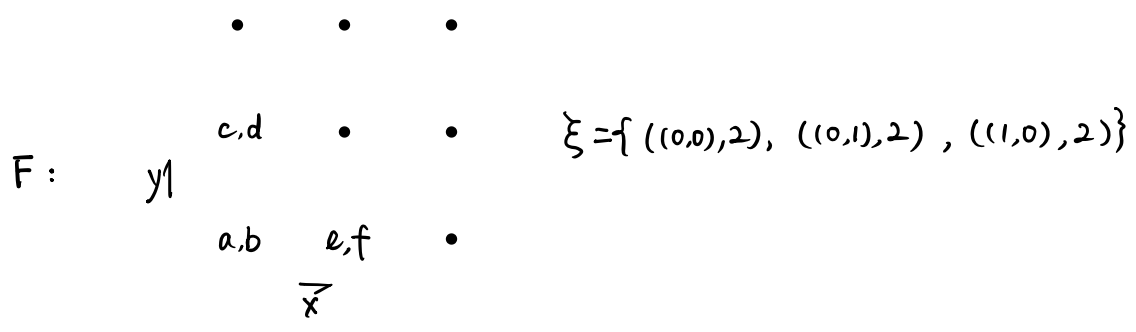 • • •
c,d • •
ξ={ ((0,0),2), ((0,1),2) , ((1,0),2)}
F : y↑
a,b e,f •
x→